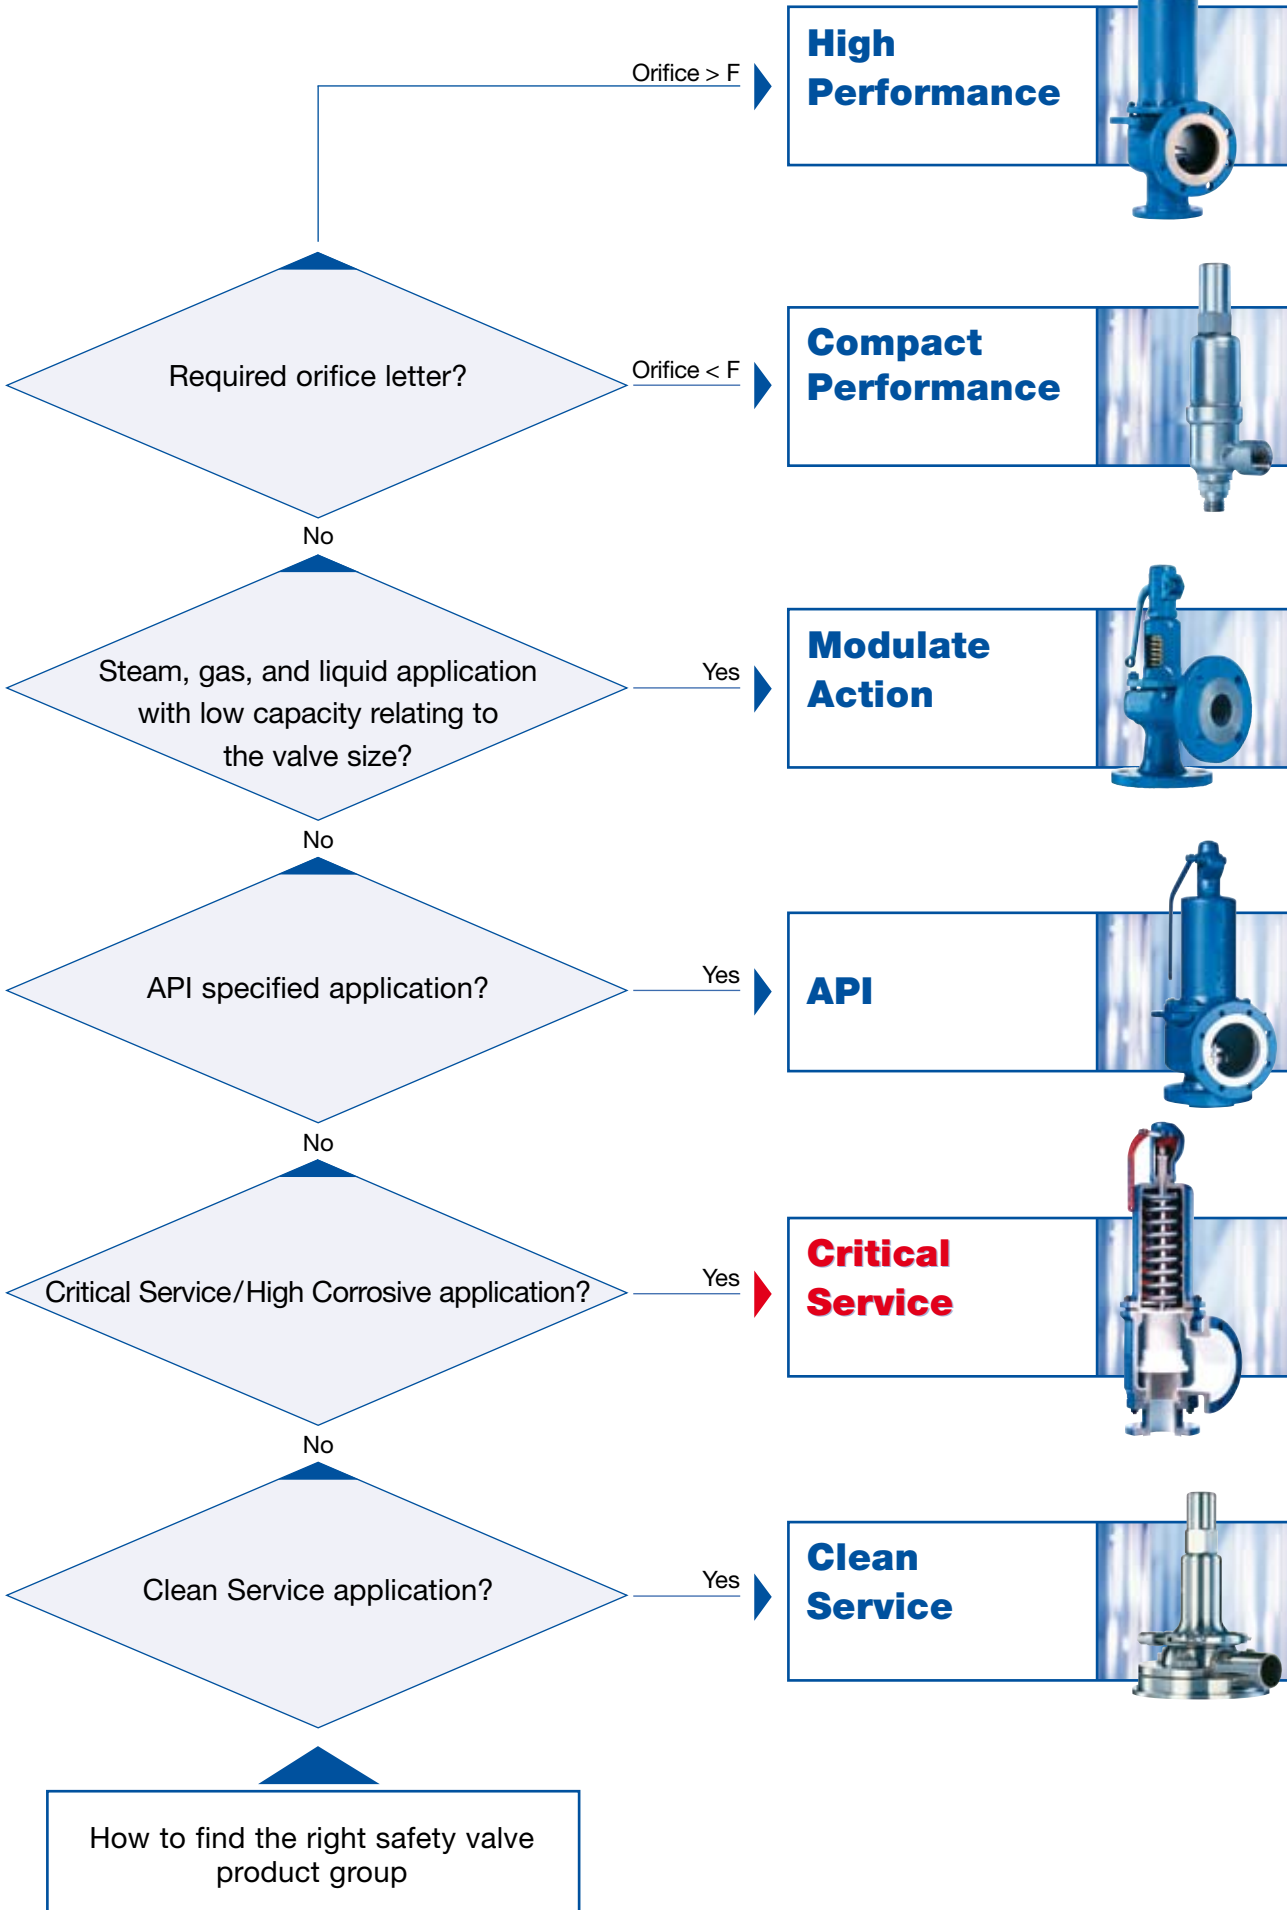 Orifice > F
High
Performance
Required orifice letter?
Orifice < F
Compact
Performance
No
Steam, gas, and liquid application
with low capacity relating to
the valve size?
Yes
Modulate
Action
No
API specified application?
Yes
API
No
Critical Service/High Corrosive application?
Yes
Critical
Service
No
Clean Service application?
Yes
Clean
Service
How to find the right safety valve
product group